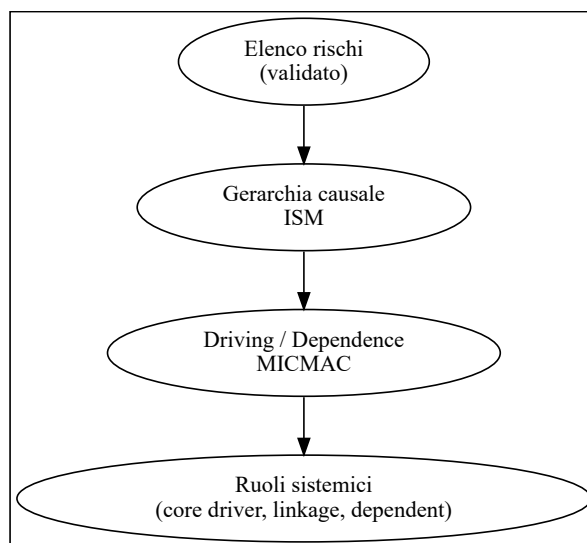 Elenco rischi
(validato)
Gerarchia causale
ISM
Driving / Dependence
MICMAC
Ruoli sistemici
(core driver, linkage, dependent)